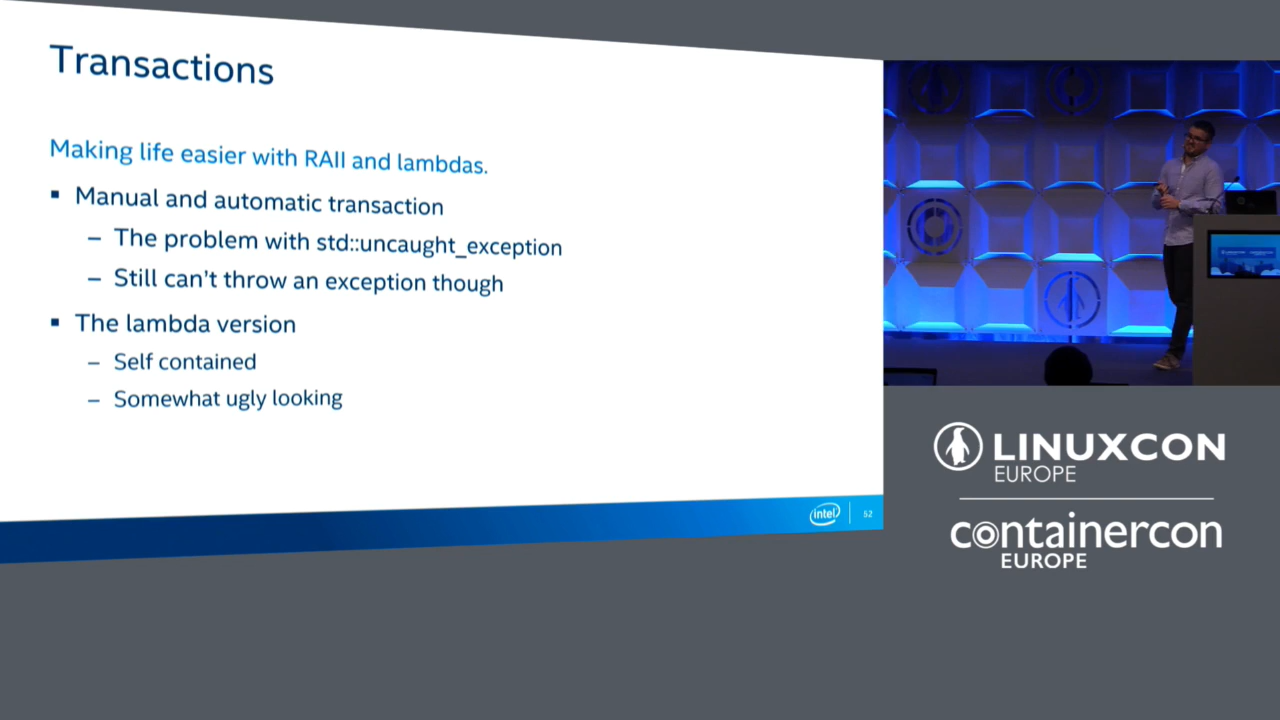 Transactions
Making life easier with RAII and lambdas.
▪ Manual and automatic transaction
– The problem with std::uncaught_exception
– Still can't throw an exception though
▪ The lambda version
– Self contained
– Somewhat ugly looking
intel
52
LINUXCON
EUROPE
containercon
EUROPE